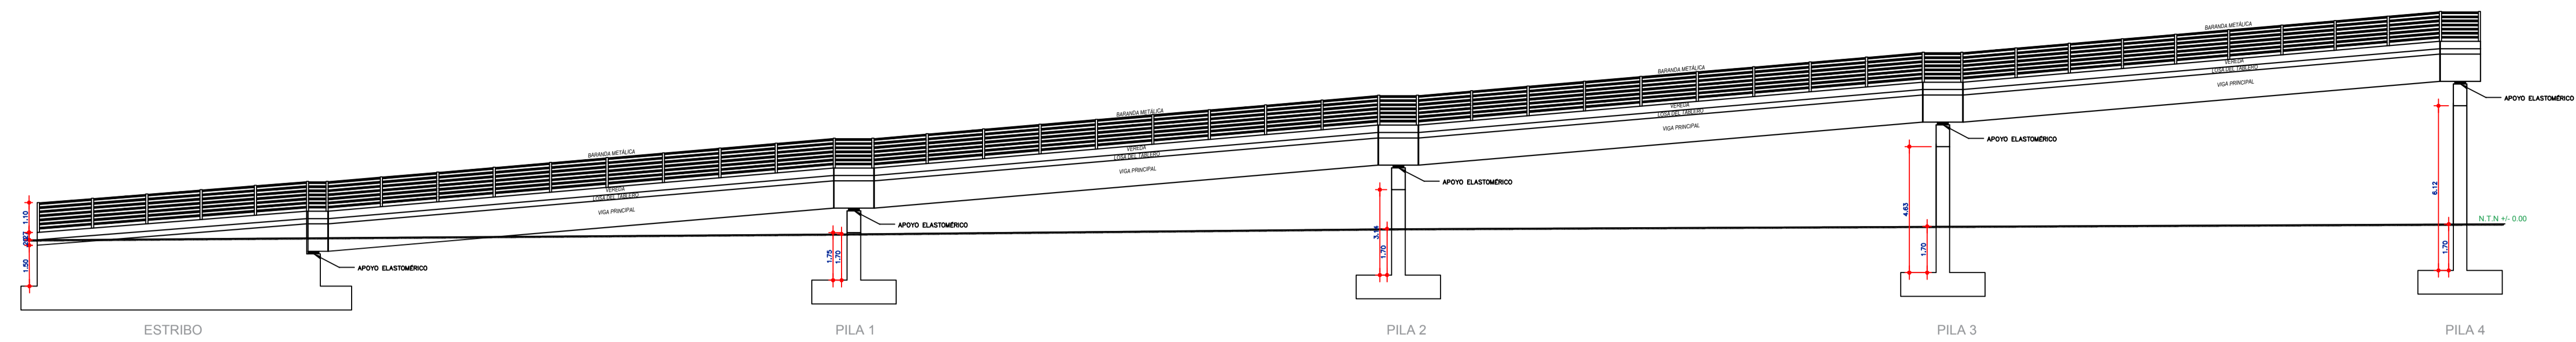 BARANDA METÁLICA
VEREDA
LOSA DEL TABLERO
VIGA PRINCIPAL
APOYO ELASTOMÉRICO
BARANDA METÁLICA
VEREDA
LOSA DEL TABLERO
VIGA PRINCIPAL
APOYO ELASTOMÉRICO
BARANDA METÁLICA
VEREDA
LOSA DEL TABLERO
VIGA PRINCIPAL
APOYO ELASTOMÉRICO
BARANDA METÁLICA
VEREDA
LOSA DEL TABLERO
VIGA PRINCIPAL
APOYO ELASTOMÉRICO
APOYO ELASTOMÉRICO
1.10
1.50
1.75
1.70
1.70
4.63
1.70
6.12
1.70
N.T.N +/- 0.00
ESTRIBO
PILA 1
PILA 2
PILA 3
PILA 4